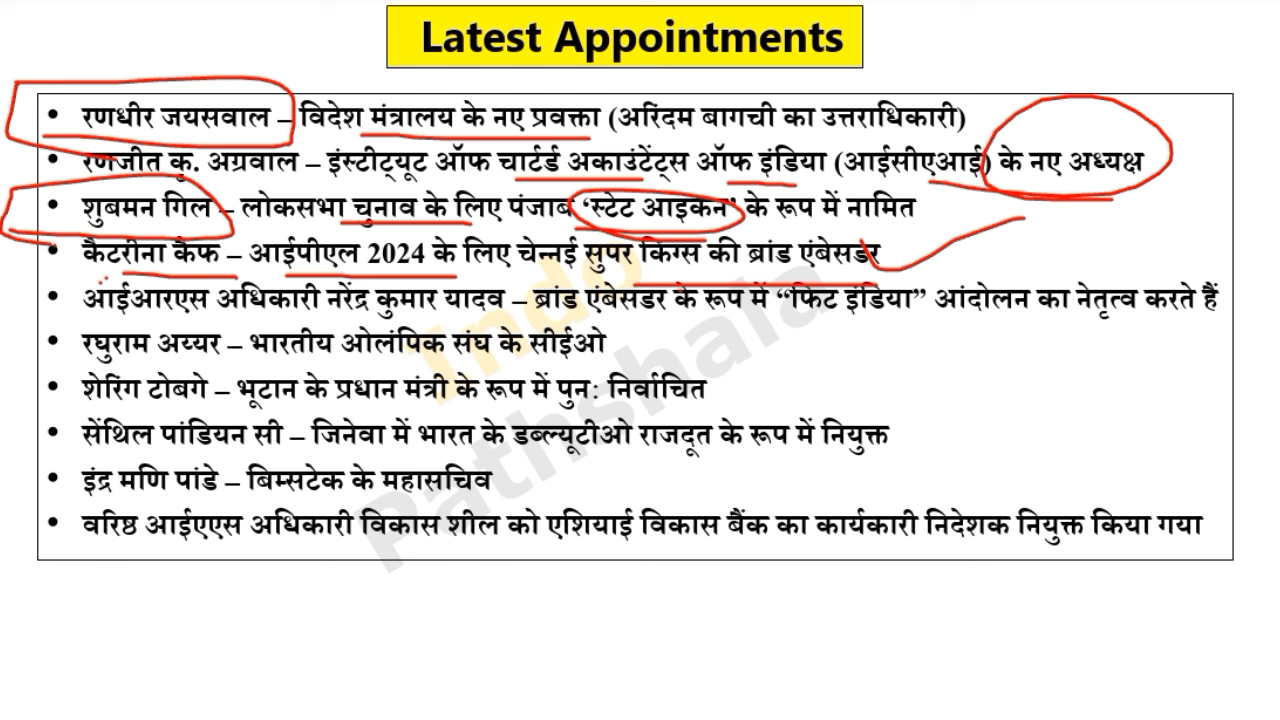 Latest Appointments
• रणधीर जयसवाल – विदेश मंत्रालय के नए प्रवक्ता (अरिंदम बागची का उत्तराधिकारी)
• रणजीत कु. अग्रवाल – इंस्टीट्यूट ऑफ चार्टर्ड अकाउंटेंट्स ऑफ इंडिया (आईसीएआई) के नए अध्यक्ष
• शुबमन गिल – लोकसभा चुनाव के लिए पंजाब ‘स्टेट आइकन’ के रूप में नामित
• कैटरीना कैफ – आईपीएल 2024 के लिए चेन्नई सुपर किंग्स की ब्रांड एंबेसडर
• आईआरएस अधिकारी नरेंद्र कुमार यादव – ब्रांड एंबेसडर के रूप में “फिट इंडिया” आंदोलन का नेतृत्व करते हैं
• रघुराम अय्यर – भारतीय ओलंपिक संघ के सीईओ
• शेरिंग टोबगे – भूटान के प्रधान मंत्री के रूप में पुन: निर्वाचित
• सेंथिल पांडियन सी – जिनेवा में भारत के डब्ल्यूटीओ राजदूत के रूप में नियुक्त
• इंद्र मणि पांडे – बिम्सटेक के महासचिव
• वरिष्ठ आईएएस अधिकारी विकास शील को एशियाई विकास बैंक का कार्यकारी निदेशक नियुक्त किया गया
Indo
Pathshala